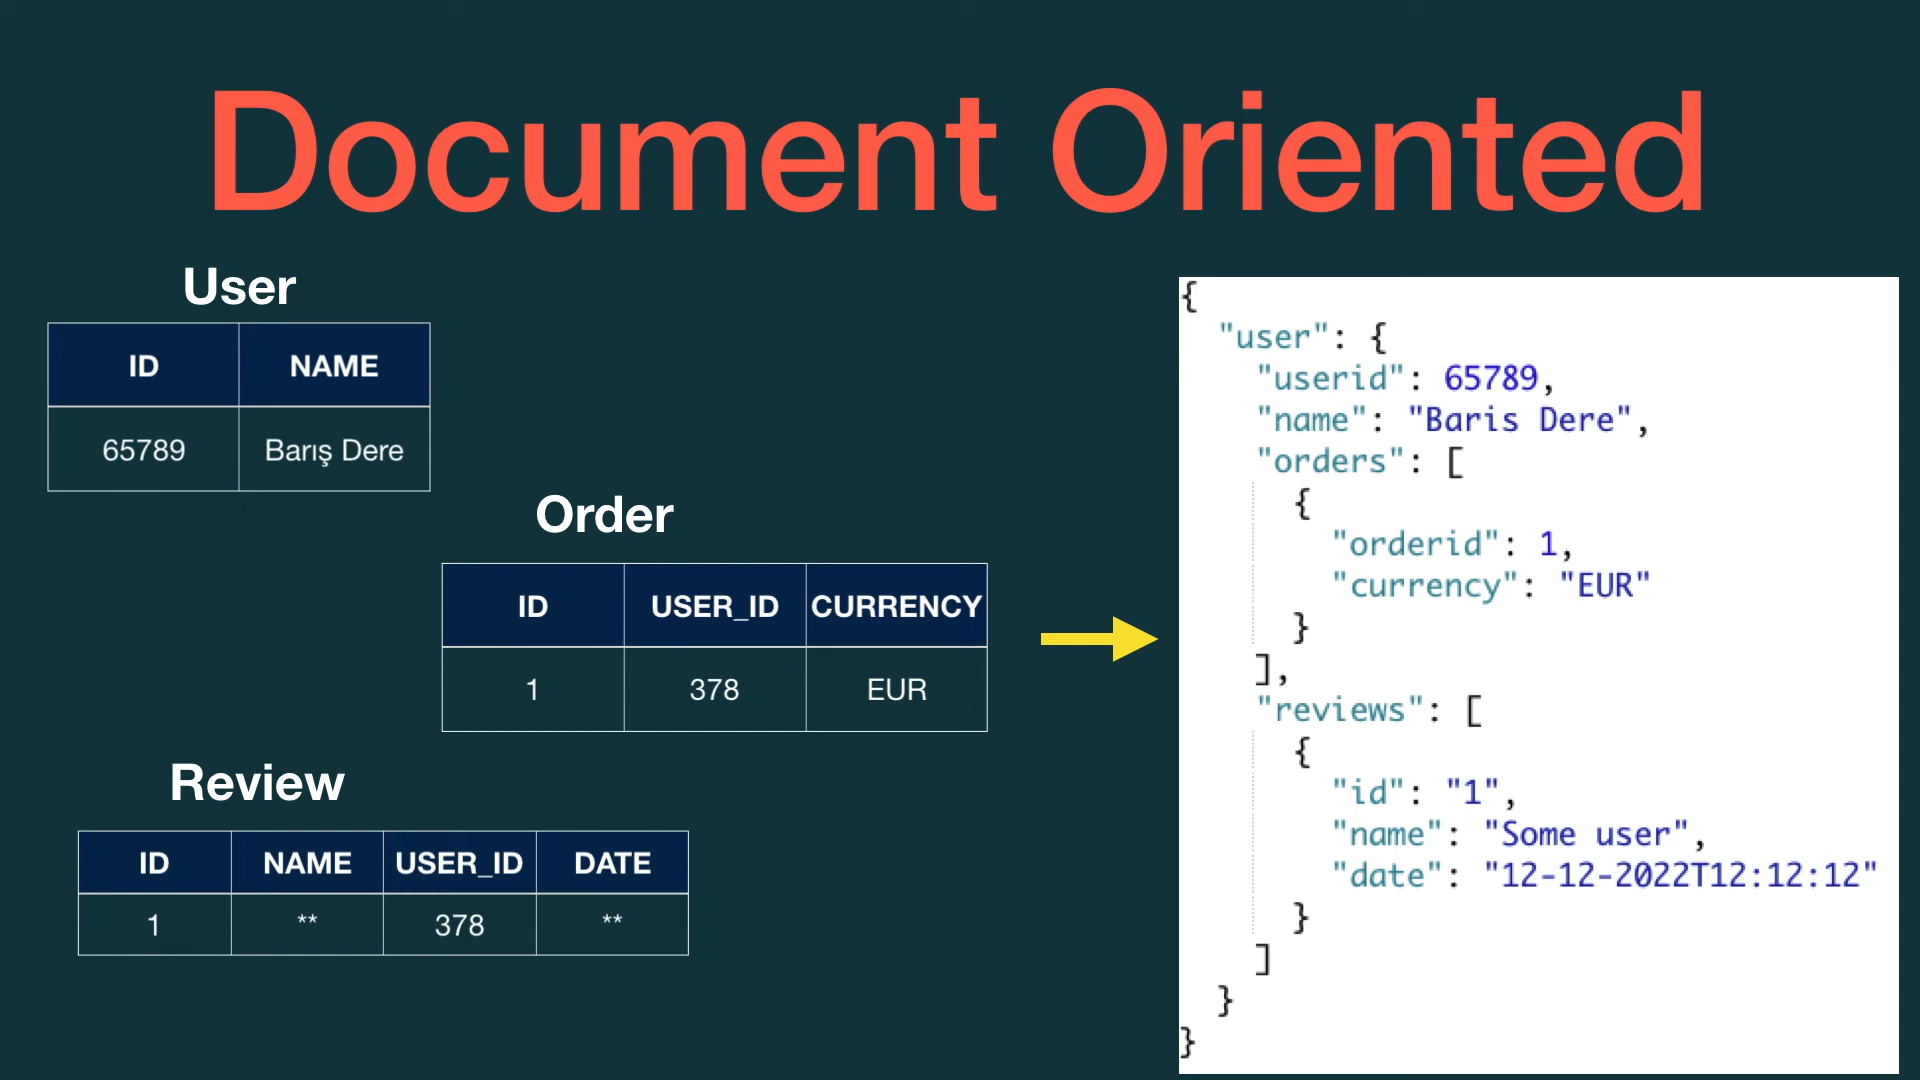 Document Oriented
User
ID NAME
65789 Barış Dere
Order
ID USER_ID CURRENCY
1 378 EUR
Review
ID NAME USER_ID DATE
1 ** 378 **
{
"user": {
"userid": 65789,
"name": "Baris Dere",
"orders": [
{
"orderid": 1,
"currency": "EUR"
}
],
"reviews": [
{
"id": "1",
"name": "Some user",
"date": "12-12-2022T12:12:12"
}
]
}
}